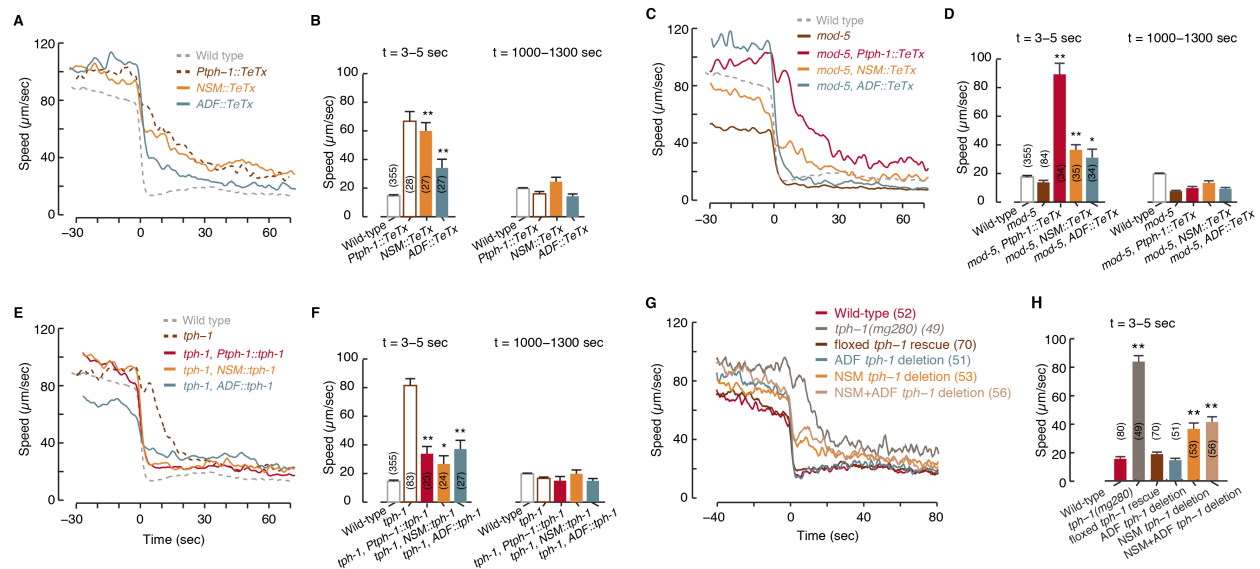 A
120
80
40
0
Speed (µm/sec)
−30
0
30
60
Wild type
Ptph−1::TeTx
NSM::TeTx
ADF::TeTx
B
t = 3−5 sec
t = 1000−1300 sec
100
80
60
40
20
0
Speed (µm/sec)
(355)
(28)
**
(27)
**
(27)
Wild-type
Ptph-1::TeTx
NSM::TeTx
ADF::TeTx
Wild-type
Ptph-1::TeTx
NSM::TeTx
ADF::TeTx
C
120
80
40
0
Speed (µm/sec)
−30
0
30
60
Wild type
mod-5
mod-5, Ptph-1::TeTx
mod-5, NSM::TeTx
mod-5, ADF::TeTx
D
t = 3−5 sec
t = 1000−1300 sec
100
80
60
40
20
0
Speed (µm/sec)
(355)
(84)
**
(34)
**
(35)
*
(34)
Wild-type
mod-5
mod-5, Ptph-1::TeTx
mod-5, NSM::TeTx
mod-5, ADF::TeTx
Wild-type
mod-5
mod-5, Ptph-1::TeTx
mod-5, NSM::TeTx
mod-5, ADF::TeTx
E
120
80
40
0
Speed (µm/sec)
−30
0
30
60
Time (sec)
Wild type
tph−1
tph-1, Ptph-1::tph-1
tph-1, NSM::tph-1
tph-1, ADF::tph-1
F
t = 3−5 sec
t = 1000−1300 sec
100
80
60
40
20
0
Speed (µm/sec)
(355)
(83)
**
(23)
*
(24)
**
(27)
Wild-type
tph-1
tph-1, Ptph-1::tph-1
tph-1, NSM::tph-1
tph-1, ADF::tph-1
Wild-type
tph-1
tph-1, Ptph-1::tph-1
tph-1, NSM::tph-1
tph-1, ADF::tph-1
G
120
80
40
0
Speed (µm/sec)
−40
0
40
80
Time (sec)
Wild-type (52)
tph−1(mg280) (49)
floxed tph−1 rescue (70)
ADF tph−1 deletion (51)
NSM tph−1 deletion (53)
NSM+ADF tph−1 deletion (56)
H
t = 3−5 sec
100
80
60
40
20
0
Speed (µm/sec)
(80)
**
(49)
(70)
(51)
**
(53)
**
(56)
Wild-type
tph−1(mg280)
floxed tph−1 rescue
ADF tph−1 deletion
NSM tph−1 deletion
NSM+ADF tph−1 deletion